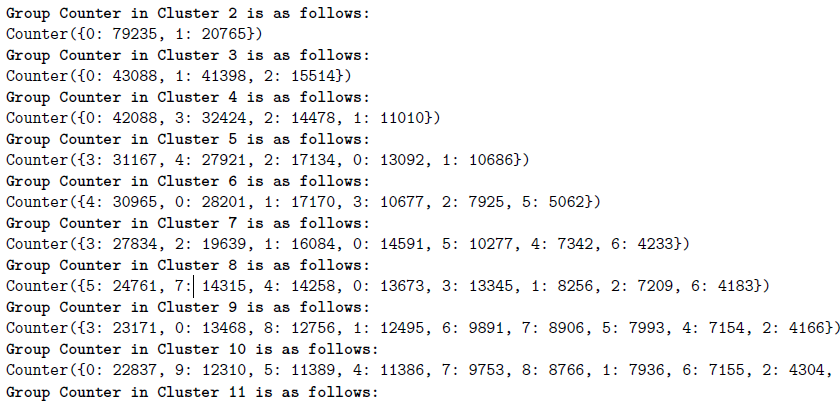 Group Counter in Cluster 2 is as follows:
Counter({0: 79235, 1: 20765})
Group Counter in Cluster 3 is as follows:
Counter({0: 43088, 1: 41398, 2: 15514})
Group Counter in Cluster 4 is as follows:
Counter({0: 42088, 3: 32424, 2: 14478, 1: 11010})
Group Counter in Cluster 5 is as follows:
Counter({3: 31167, 4: 27921, 2: 17134, 0: 13092, 1: 10686})
Group Counter in Cluster 6 is as follows:
Counter({4: 30965, 0: 28201, 1: 17170, 3: 10677, 2: 7925, 5: 5062})
Group Counter in Cluster 7 is as follows:
Counter({3: 27834, 2: 19639, 1: 16084, 0: 14591, 5: 10277, 4: 7342, 6: 4233})
Group Counter in Cluster 8 is as follows:
Counter({5: 24761, 7: 14315, 4: 14258, 0: 13673, 3: 13345, 1: 8256, 2: 7209, 6: 4183})
Group Counter in Cluster 9 is as follows:
Counter({3: 23171, 0: 13468, 8: 12756, 1: 12495, 6: 9891, 7: 8906, 5: 7993, 4: 7154, 2: 4166})
Group Counter in Cluster 10 is as follows:
Counter({0: 22837, 9: 12310, 5: 11389, 4: 11386, 7: 9753, 8: 8766, 1: 7936, 6: 7155, 2: 4304,
Group Counter in Cluster 11 is as follows: